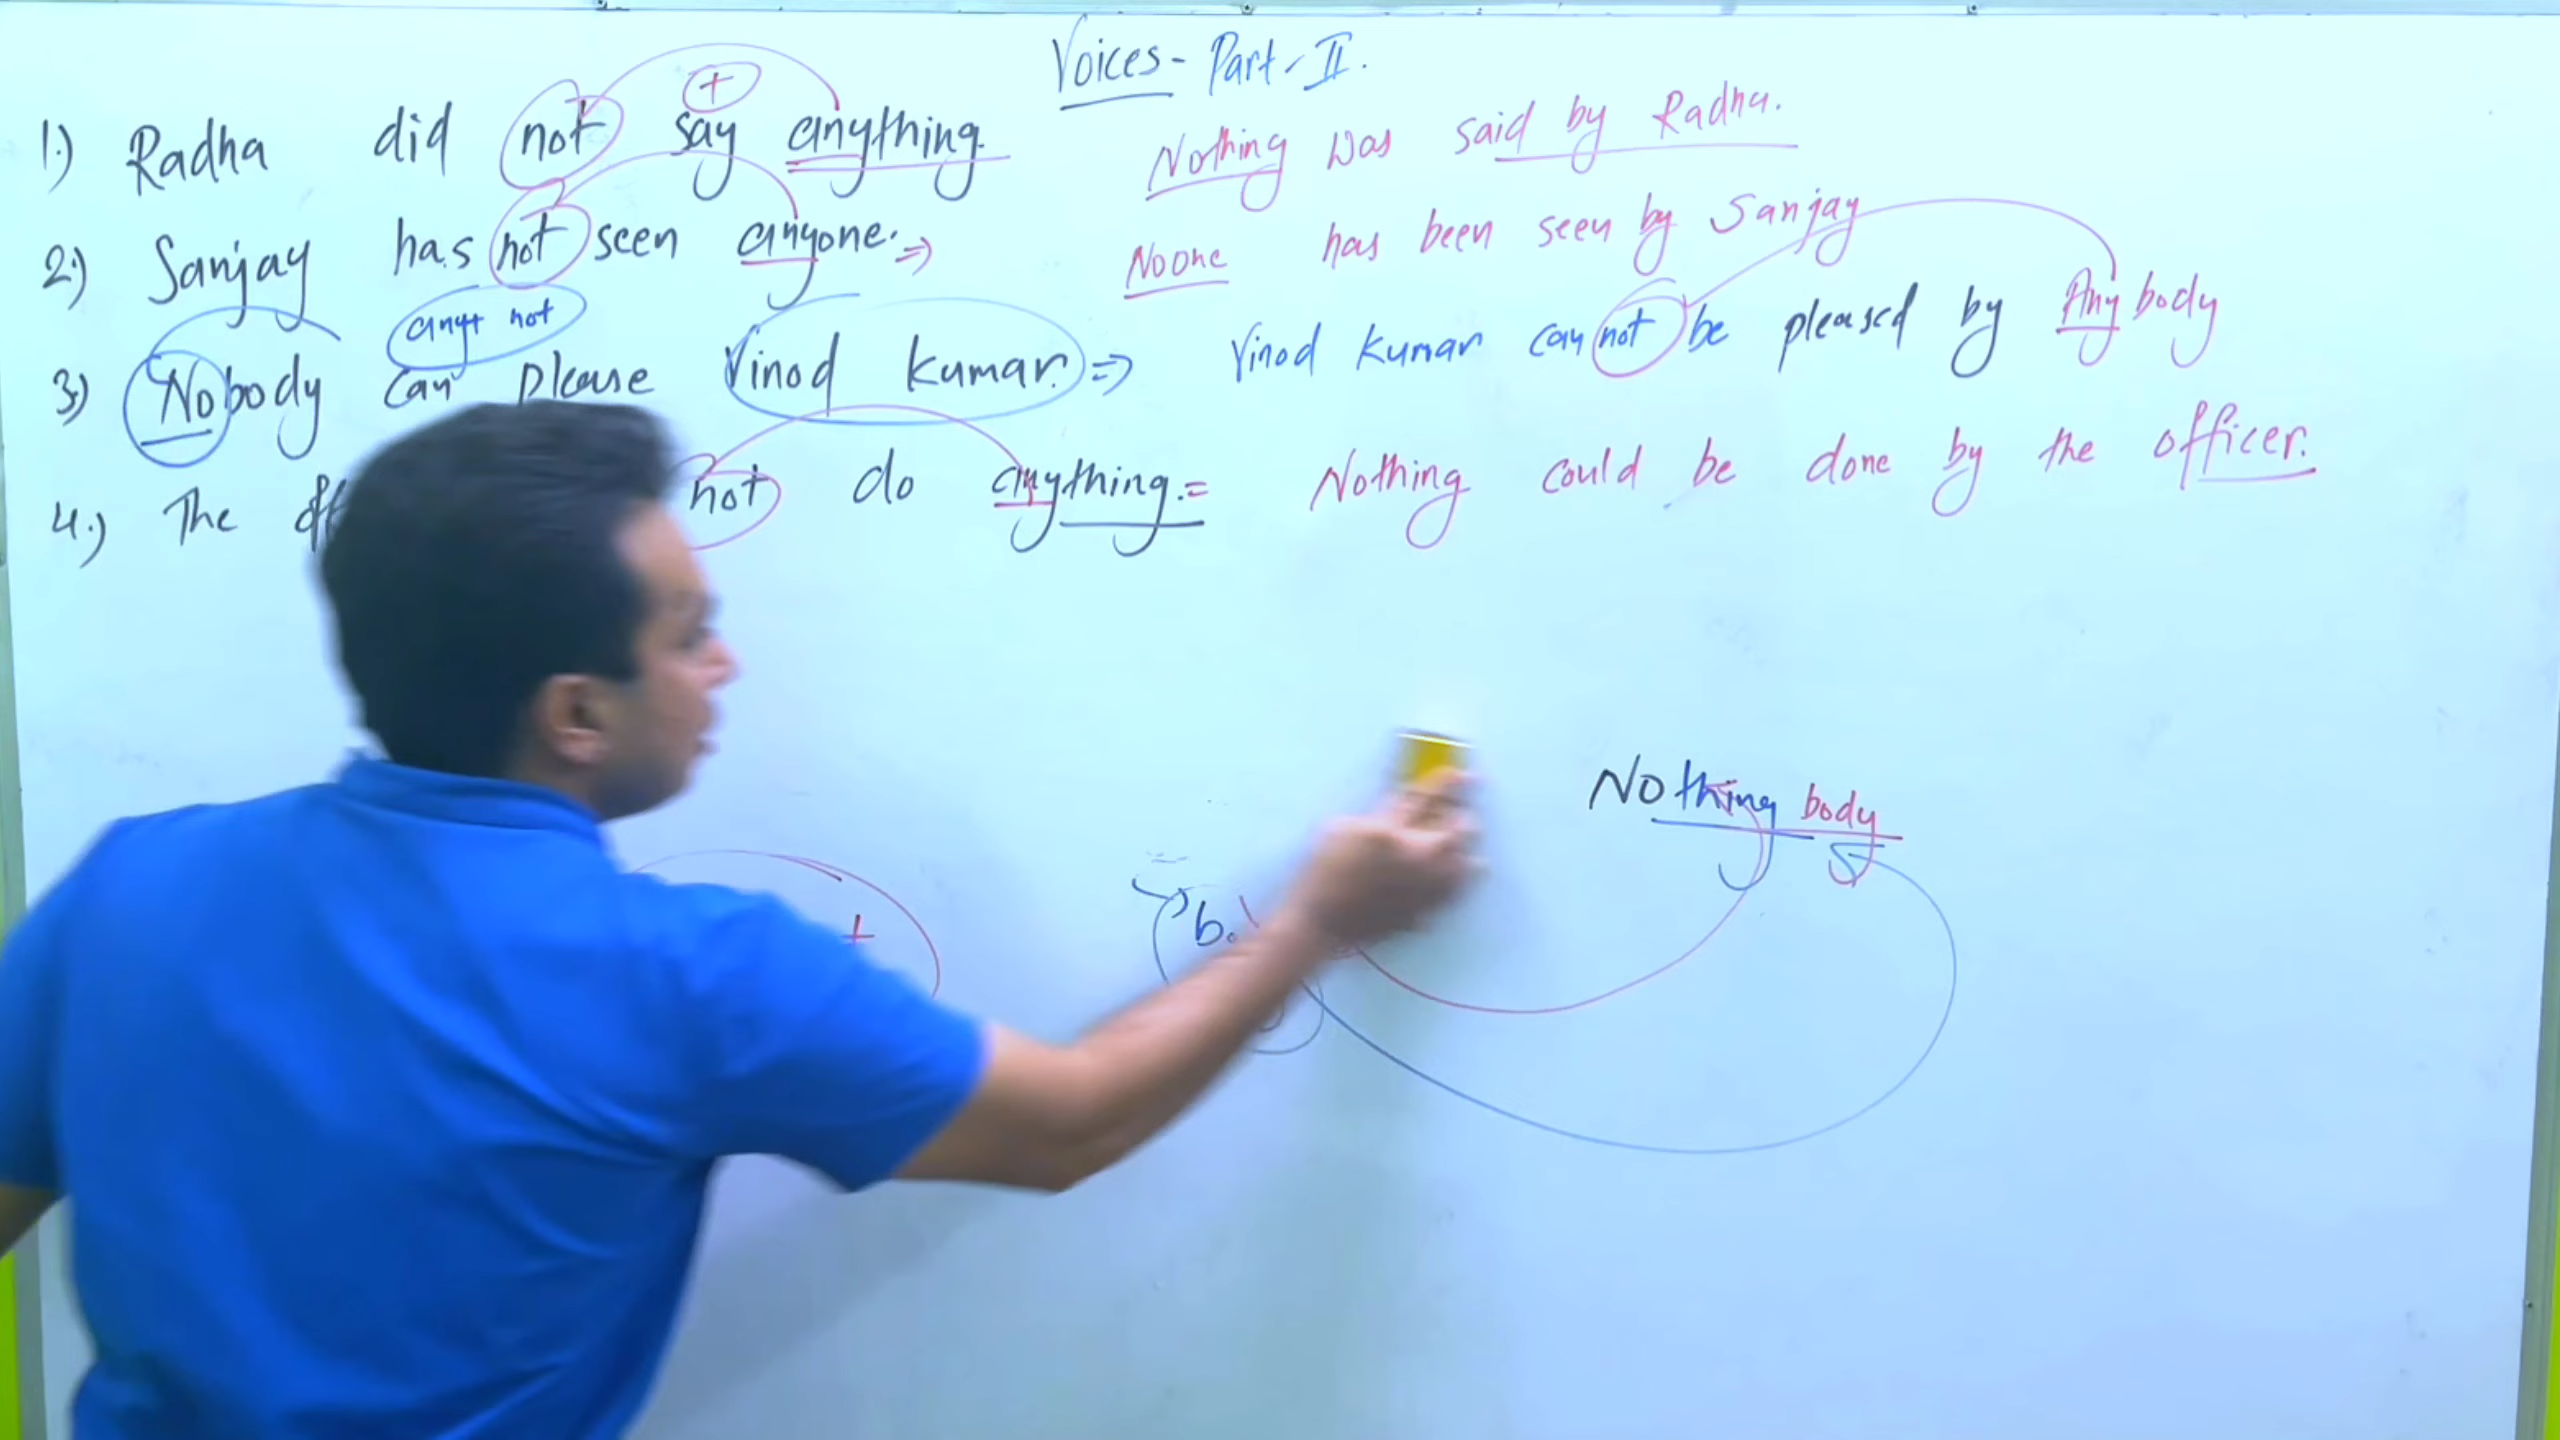 Voices - Part - II.
1.) Radha did not say anything. Nothing was said by Radha.
+
2.) Sanjay has not seen anyone. => Noone has been seen by Sanjay
any+ not
3) Nobody can please Vinod Kumar. => Vinod Kumar can not be pleased by Anybody
4.) The not do anything. = Nothing could be done by the officer.
Nothing body
+ b.